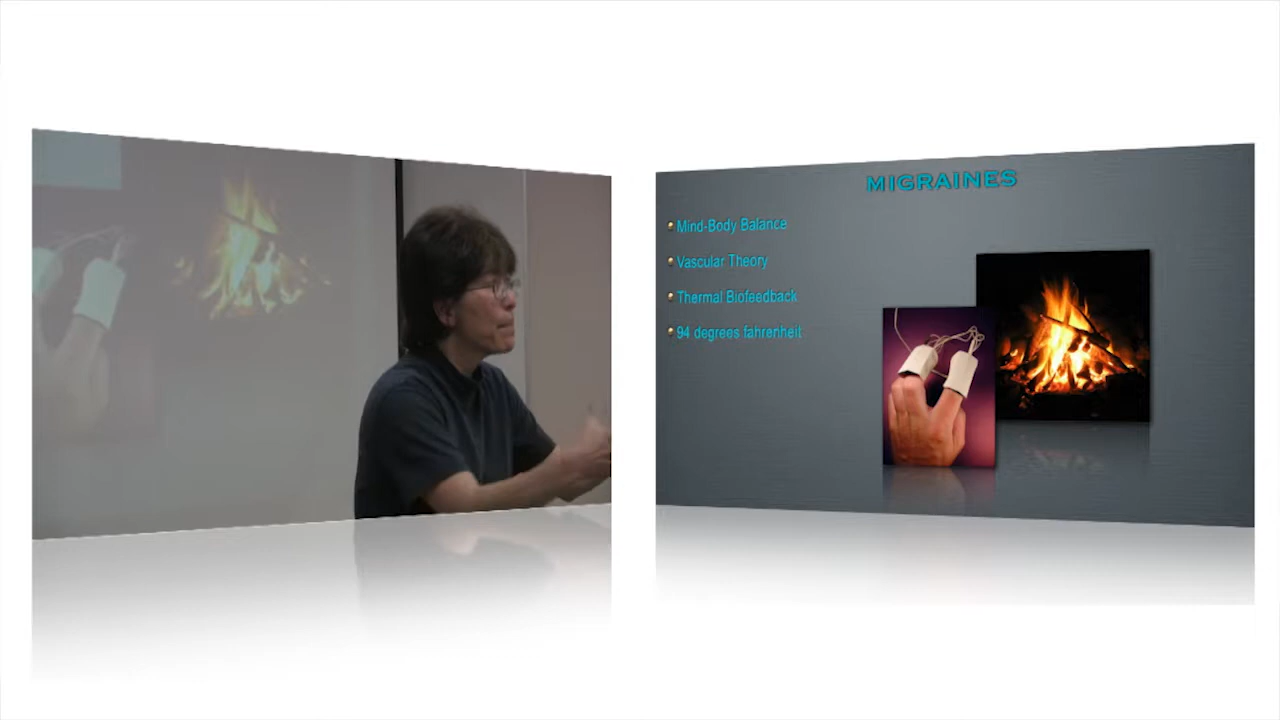 MIGRAINES
Mind-Body Balance
Vascular Theory
Thermal Biofeedback
94 degrees fahrenheit